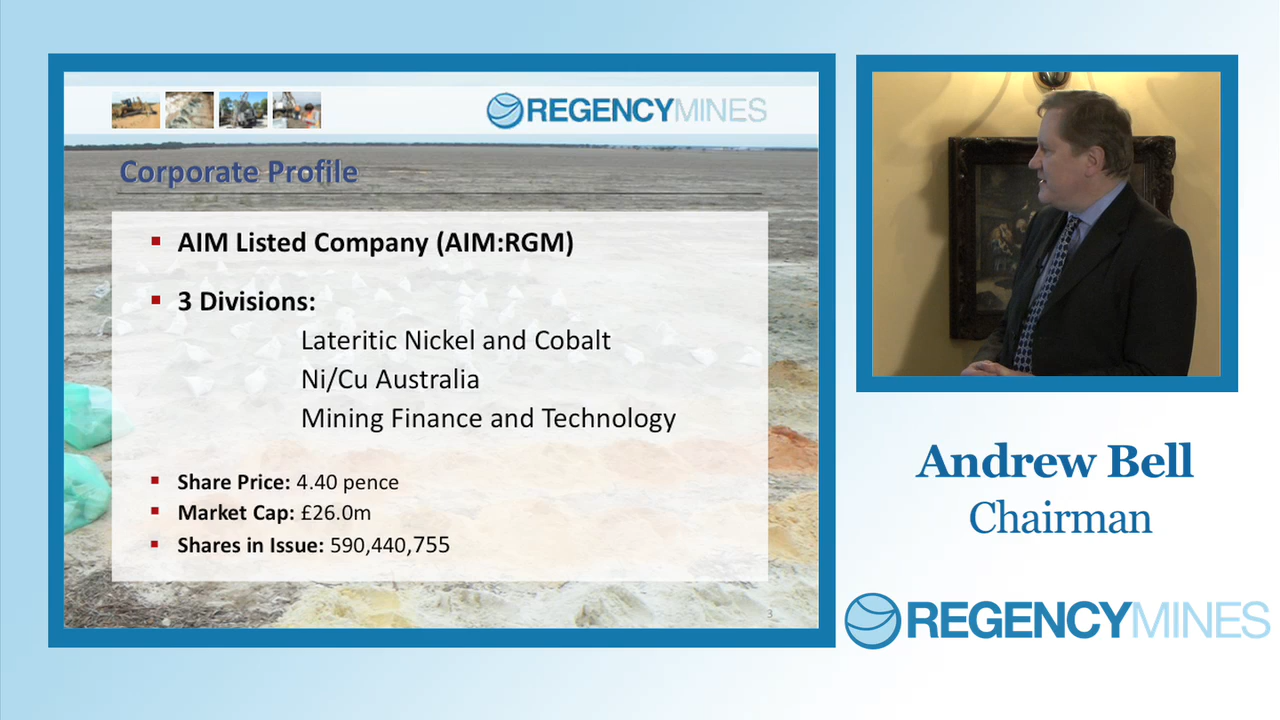 REGENCYMINES
Corporate Profile
▪ AIM Listed Company (AIM:RGM)
▪ 3 Divisions:
Lateritic Nickel and Cobalt
Ni/Cu Australia
Mining Finance and Technology
▪ Share Price: 4.40 pence
▪ Market Cap: £26.0m
▪ Shares in Issue: 590,440,755
3
Andrew Bell
Chairman
REGENCYMINES